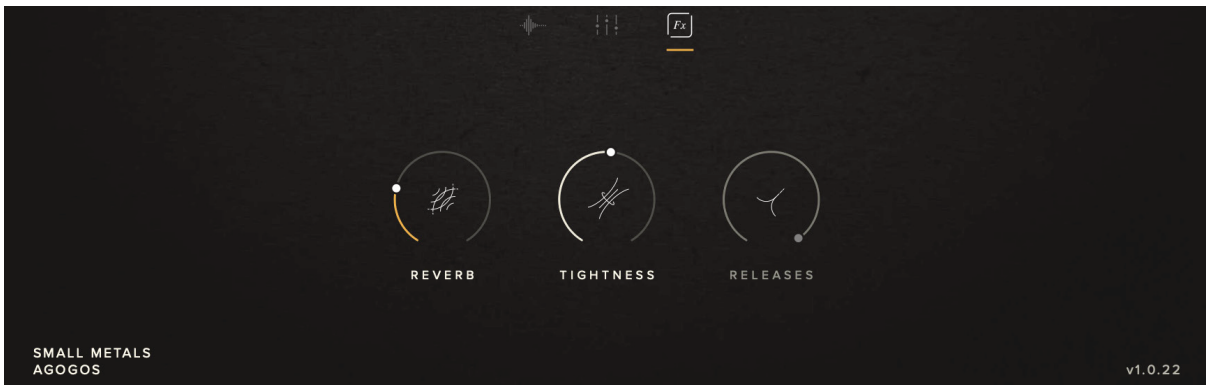 Fx
REVERB
TIGHTNESS
RELEASES
SMALL METALS
AGOGOS
v1.0.22